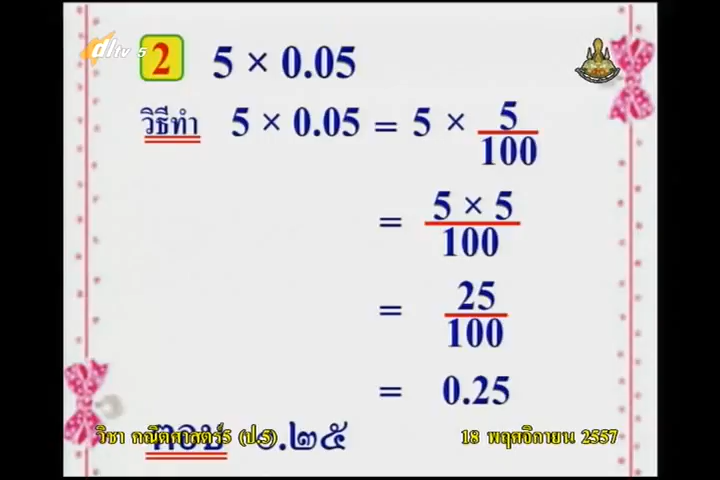 dltv 5
2 5 × 0.05
วิธีทำ 5 × 0.05 = 5 × 5/100
= 5 × 5/100
= 25/100
= 0.25
ตอบ ๐.๒๕
วิชา คณิตศาสตร์5 (ป.5) 18 พฤศจิกายน 2557